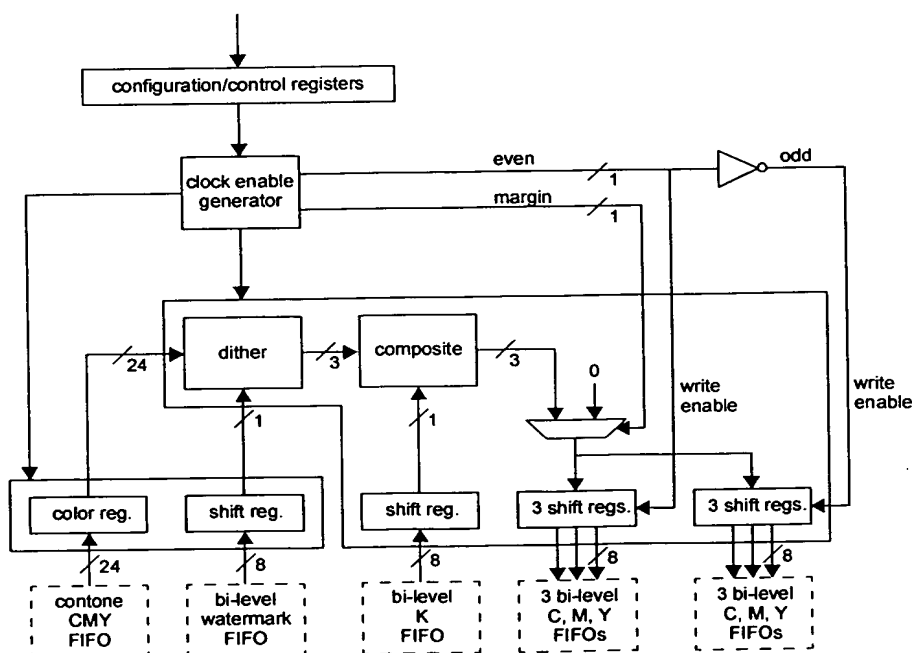 configuration/control registers
clock enable
generator
even
1
margin
1
odd
dither
composite
24
3
3
0
1
1
write
enable
write
enable
color reg.
shift reg.
shift reg.
3 shift regs.
3 shift regs.
24
8
8
8
8
contone
CMY
FIFO
bi-level
watermark
FIFO
bi-level
K
FIFO
3 bi-level
C, M, Y
FIFOs
3 bi-level
C, M, Y
FIFOs